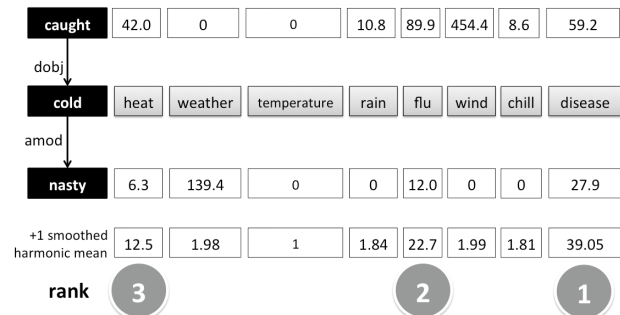 caught 42.0 0 0 10.8 89.9 454.4 8.6 59.2
dobj
cold heat weather temperature rain flu wind chill disease
amod
nasty 6.3 139.4 0 0 12.0 0 0 27.9
+1 smoothed
harmonic mean 12.5 1.98 1 1.84 22.7 1.99 1.81 39.05
rank 3 2 1